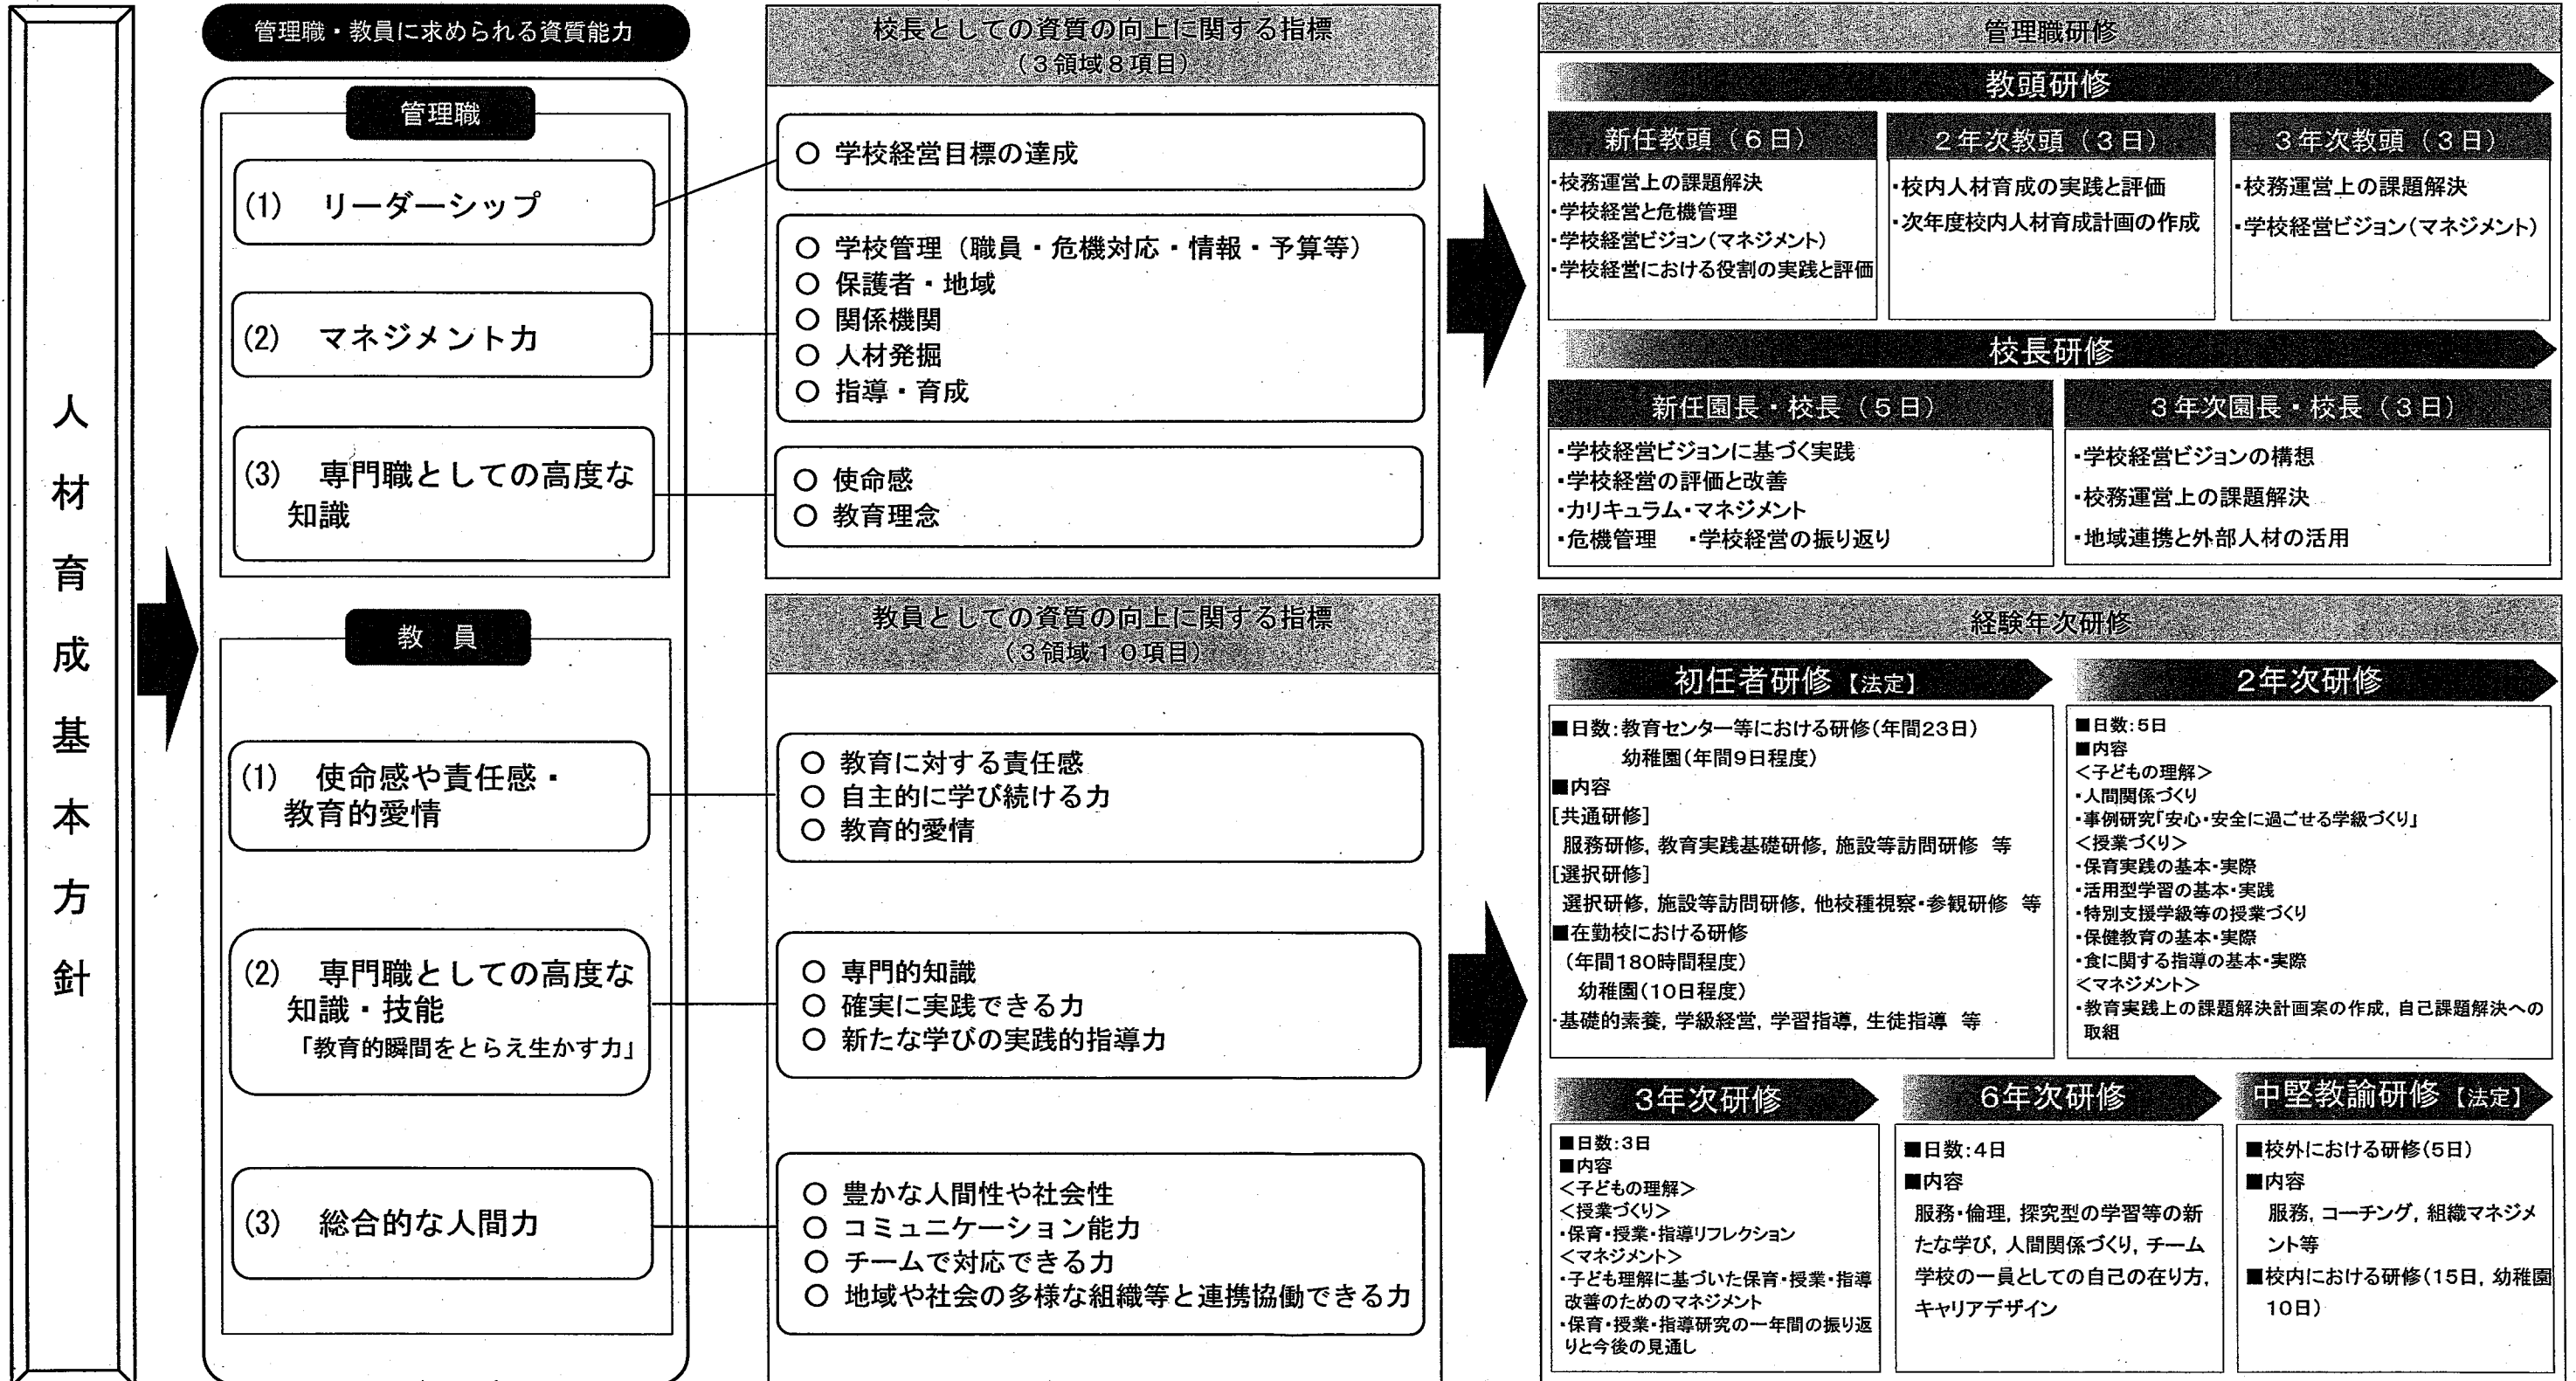 人材育成基本方針
管理職・教員に求められる資質能力
管理職
(1) リーダーシップ
(2) マネジメント力
(3) 専門職としての高度な
知識
教 員
(1) 使命感や責任感・
教育的愛情
(2) 専門職としての高度な
知識・技能
「教育的瞬間をとらえ生かす力」
(3) 総合的な人間力
校長としての資質の向上に関する指標
(3領域8項目)
○ 学校経営目標の達成
○ 学校管理（職員・危機対応・情報・予算等）
○ 保護者・地域
○ 関係機関
○ 人材発掘
○ 指導・育成
○ 使命感
○ 教育理念
教員としての資質の向上に関する指標
(3領域10項目)
○ 教育に対する責任感
○ 自主的に学び続ける力
○ 教育的愛情
○ 専門的知識
○ 確実に実践できる力
○ 新たな学びの実践的指導力
○ 豊かな人間性や社会性
○ コミュニケーション能力
○ チームで対応できる力
○ 地域や社会の多様な組織等と連携協働できる力
管理職研修
教頭研修
新任教頭（6日）
・校務運営上の課題解決
・学校経営と危機管理
・学校経営ビジョン(マネジメント)
・学校経営における役割の実践と評価
2年次教頭（3日）
・校内人材育成の実践と評価
・次年度校内人材育成計画の作成
3年次教頭（3日）
・校務運営上の課題解決
・学校経営ビジョン(マネジメント)
校長研修
新任園長・校長（5日）
・学校経営ビジョンに基づく実践
・学校経営の評価と改善
・カリキュラム・マネジメント
・危機管理 ・学校経営の振り返り
3年次園長・校長（3日）
・学校経営ビジョンの構想
・校務運営上の課題解決
・地域連携と外部人材の活用
経験年次研修
初任者研修【法定】
■日数:教育センター等における研修(年間23日)
幼稚園(年間9日程度)
■内容
[共通研修]
服務研修, 教育実践基礎研修, 施設等訪問研修 等
[選択研修]
選択研修, 施設等訪問研修, 他校種視察・参観研修 等
■在勤校における研修
(年間180時間程度)
幼稚園(10日程度)
・基礎的素養, 学級経営, 学習指導, 生徒指導 等
2年次研修
■日数:5日
■内容
＜子どもの理解＞
・人間関係づくり
・事例研究「安心・安全に過ごせる学級づくり」
＜授業づくり＞
・保育実践の基本・実際
・活用型学習の基本・実践
・特別支援学級等の授業づくり
・保健教育の基本・実際
・食に関する指導の基本・実際
＜マネジメント＞
・教育実践上の課題解決計画案の作成, 自己課題解決への
取組
3年次研修
■日数:3日
■内容
＜子どもの理解＞
＜授業づくり＞
・保育・授業・指導リフレクション
＜マネジメント＞
・子ども理解に基づいた保育・授業・指導
改善のためのマネジメント
・保育・授業・指導研究の一年間の振り返
りと今後の見通し
6年次研修
■日数:4日
■内容
服務・倫理, 探究型の学習等の新
たな学び, 人間関係づくり, チーム
学校の一員としての自己の在り方,
キャリアデザイン
中堅教諭研修【法定】
■校外における研修(5日)
■内容
服務, コーチング, 組織マネジメ
ント等
■校内における研修(15日, 幼稚園
10日)